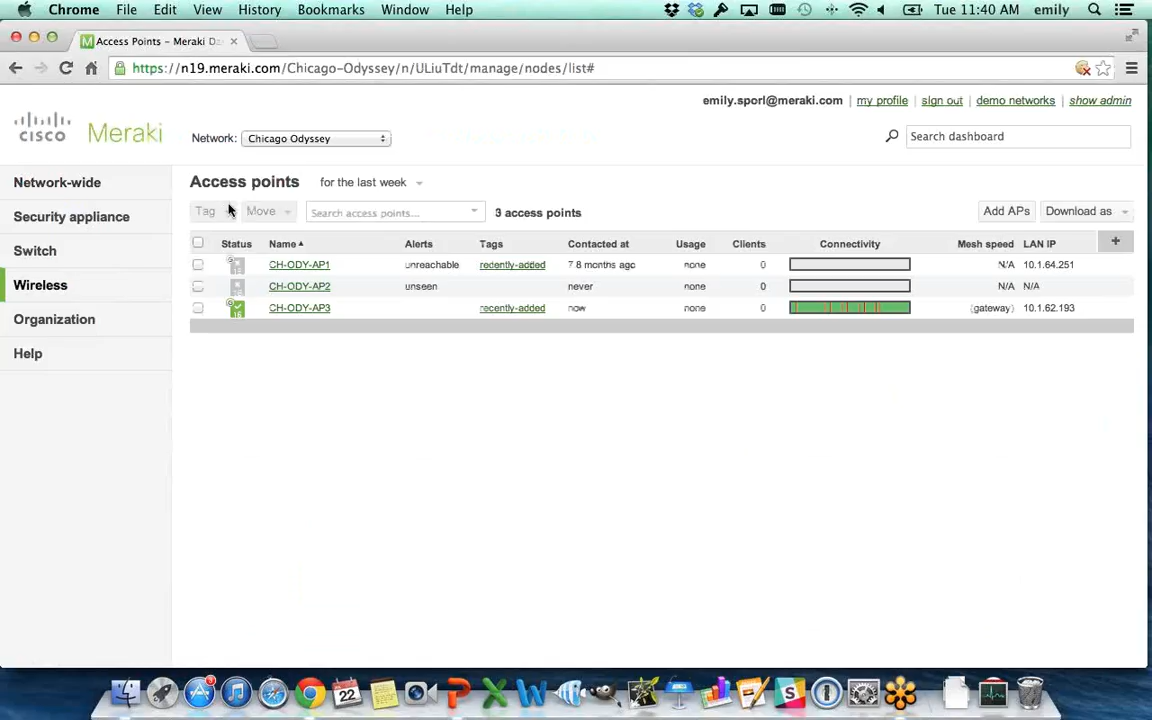 Chrome File Edit View History Bookmarks Window Help Tue 11:40 AM emily
Access Points - Meraki Da
https://n19.meraki.com/Chicago-Odyssey/n/ULiuTdt/manage/nodes/list#
emily.sporl@meraki.com | my profile | sign out | demo networks | show admin
CISCO Meraki Network: Chicago Odyssey Search dashboard
Network-wide
Security appliance
Switch
Wireless
Organization
Help
Access points for the last week
Tag Move Search access points... 3 access points Add APs Download as
Status Name Alerts Tags Contacted at Usage Clients Connectivity Mesh speed LAN IP +
CH-ODY-AP1 unreachable recently-added 7.8 months ago none 0 N/A 10.1.64.251
CH-ODY-AP2 unseen never none 0 N/A N/A
CH-ODY-AP3 recently-added now none 0 (gateway) 10.1.62.193
22